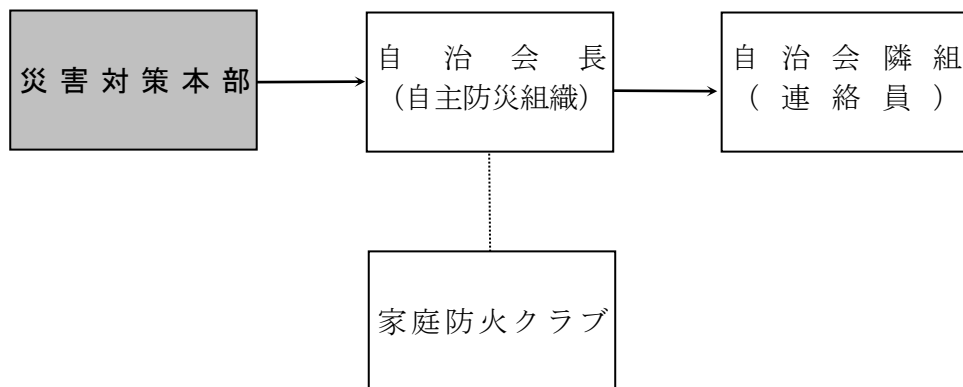 災害対策本部
自治会長
(自主防災組織)
自治会隣組
(連絡員)
家庭防火クラブ